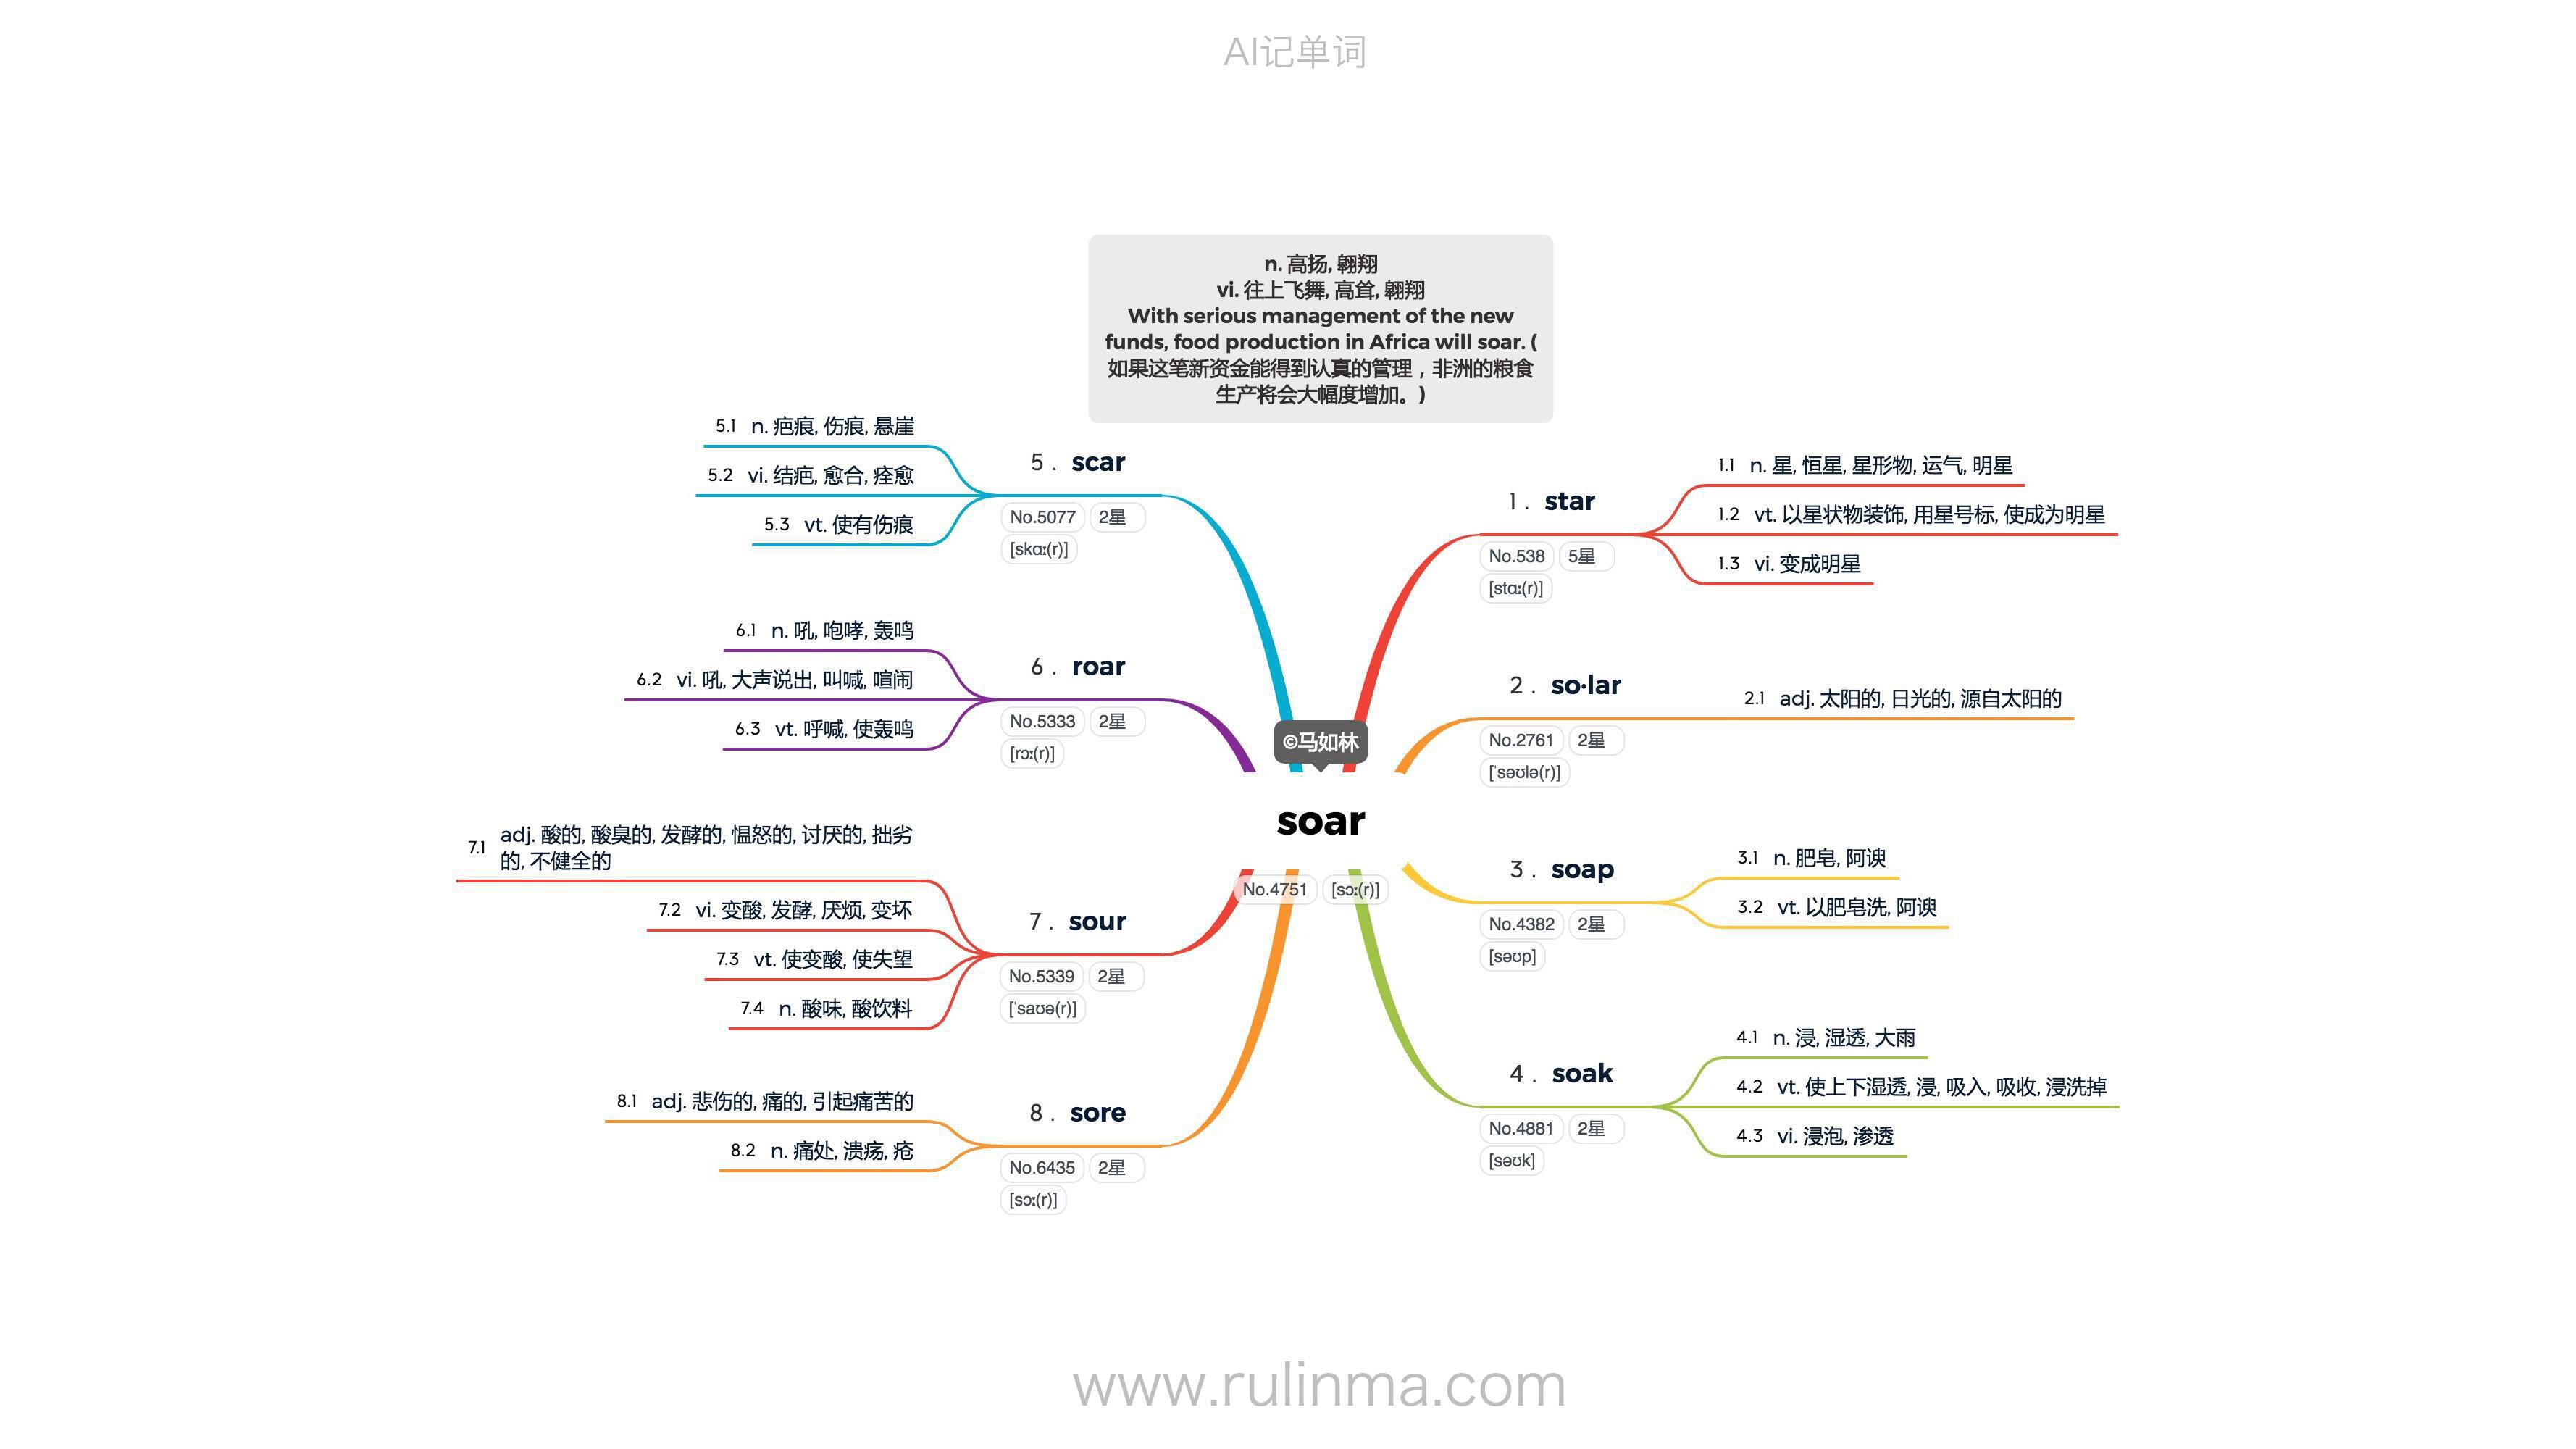 AI记单词
n. 高扬, 翱翔
vi. 往上飞舞, 高耸, 翱翔
With serious management of the new
funds, food production in Africa will soar. (
如果这笔新资金能得到认真的管理，非洲的粮食
生产将会大幅度增加。)
©马如林
soar
No.4751 [sɔː(r)]
1 . star
No.538 5星
[stɑː(r)]
1.1 n. 星, 恒星, 星形物, 运气, 明星
1.2 vt. 以星状物装饰, 用星号标, 使成为明星
1.3 vi. 变成明星
2 . so·lar
No.2761 2星
[ˈsəʊlə(r)]
2.1 adj. 太阳的, 日光的, 源自太阳的
3 . soap
No.4382 2星
[səʊp]
3.1 n. 肥皂, 阿谀
3.2 vt. 以肥皂洗, 阿谀
4 . soak
No.4881 2星
[səʊk]
4.1 n. 浸, 湿透, 大雨
4.2 vt. 使上下湿透, 浸, 吸入, 吸收, 浸洗掉
4.3 vi. 浸泡, 渗透
5 . scar
No.5077 2星
[skɑː(r)]
5.1 n. 疤痕, 伤痕, 悬崖
5.2 vi. 结疤, 愈合, 痊愈
5.3 vt. 使有伤痕
6 . roar
No.5333 2星
[rɔː(r)]
6.1 n. 吼, 咆哮, 轰鸣
6.2 vi. 吼, 大声说出, 叫喊, 喧闹
6.3 vt. 呼喊, 使轰鸣
7 . sour
No.5339 2星
[ˈsaʊə(r)]
7.1 adj. 酸的, 酸臭的, 发酵的, 愠怒的, 讨厌的, 拙劣
的, 不健全的
7.2 vi. 变酸, 发酵, 厌烦, 变坏
7.3 vt. 使变酸, 使失望
7.4 n. 酸味, 酸饮料
8 . sore
No.6435 2星
[sɔː(r)]
8.1 adj. 悲伤的, 痛的, 引起痛苦的
8.2 n. 痛处, 溃疡, 疮
www.rulinma.com